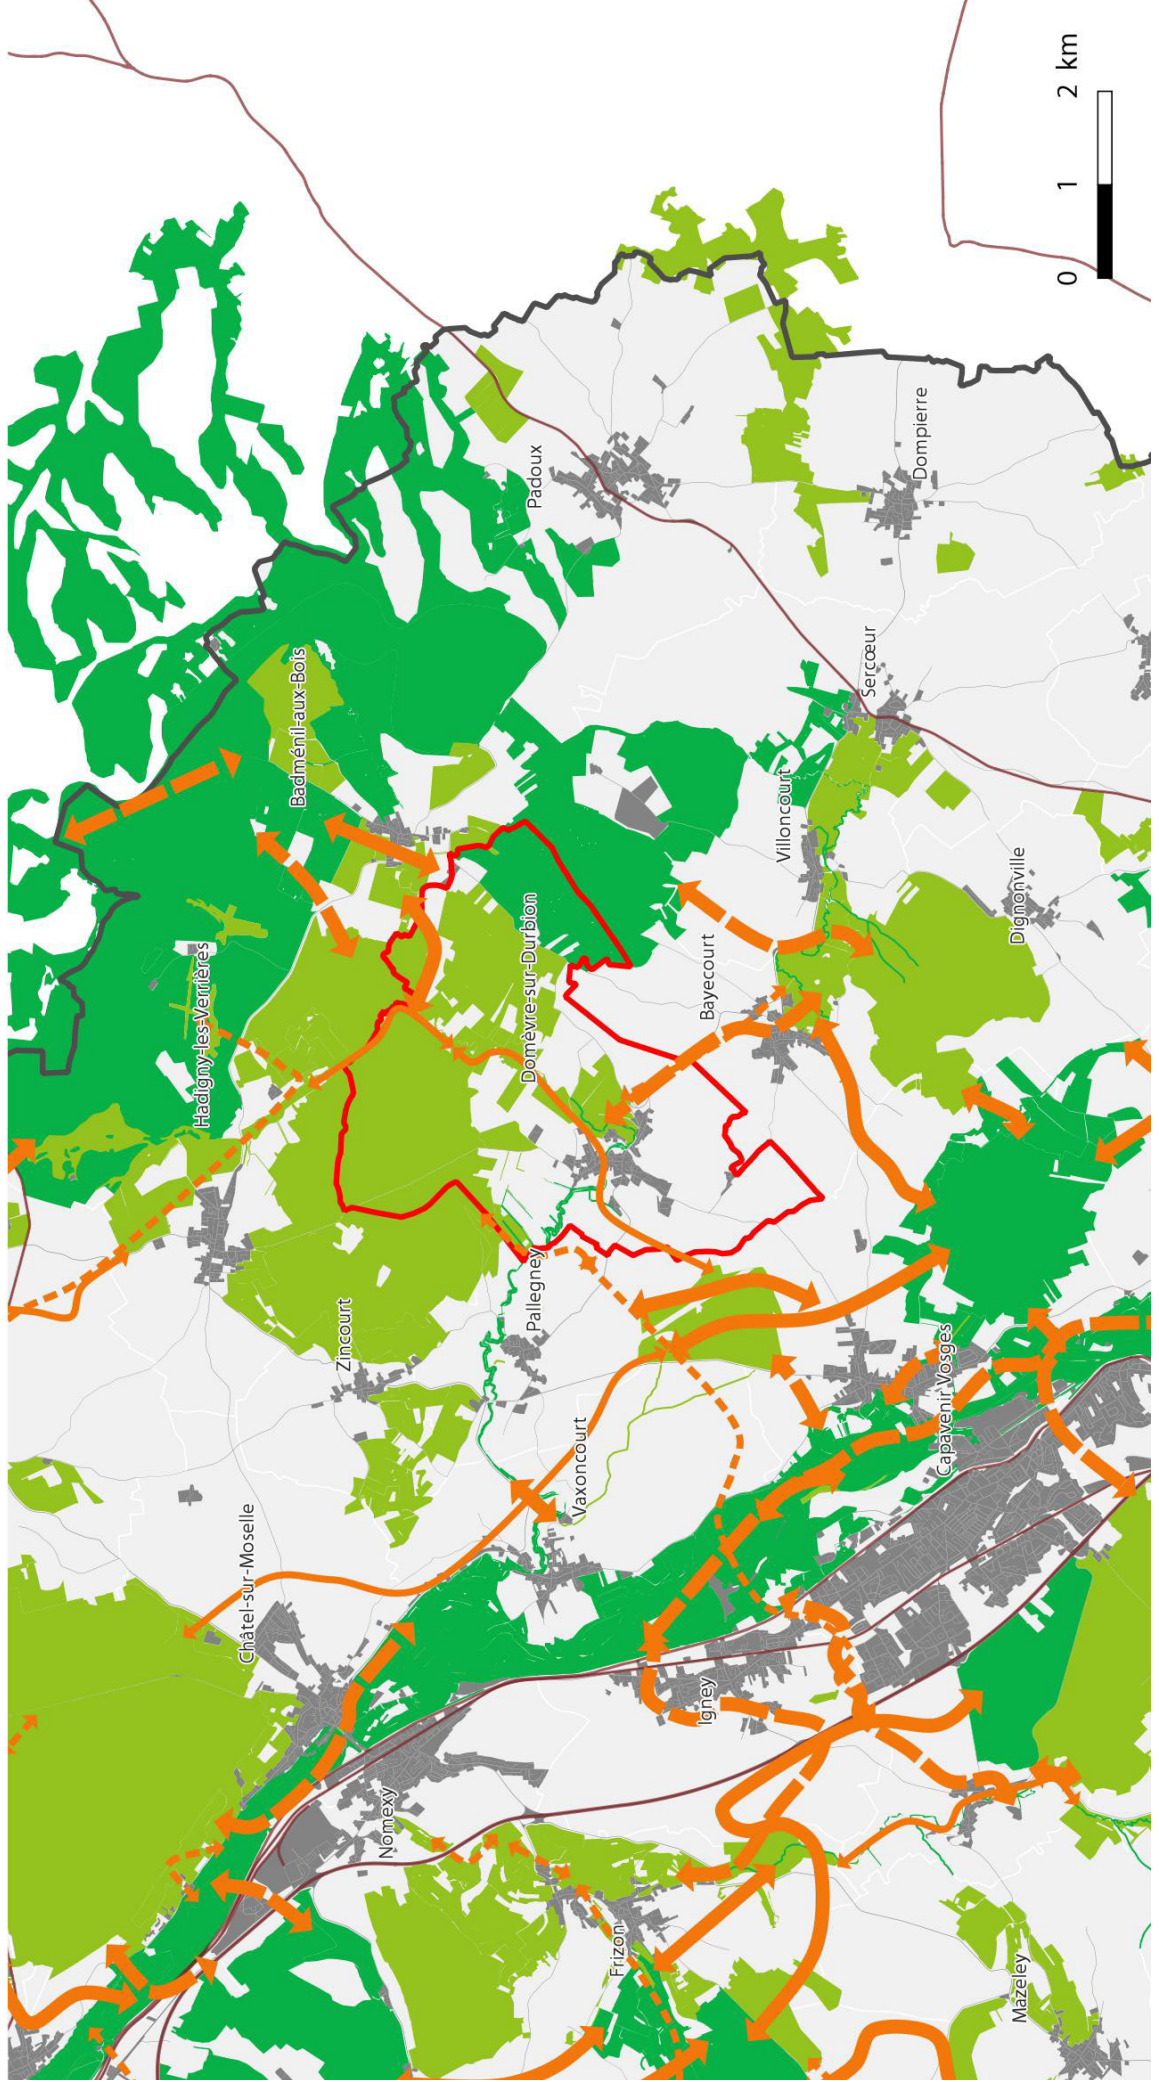 Châtel-sur-Moselle
Hadigny-les-Verrières
Badménil-aux-Bois
Zincourt
Nomexy
Pallegney
Domèvre-sur-Durbion
Padoux
Vaxoncourt
Frizon
Igney
Bayecourt
Villoncourt
Sercœur
Dompierre
Capavenir Vosges
Dignonville
Mazeley
0 1 2 km